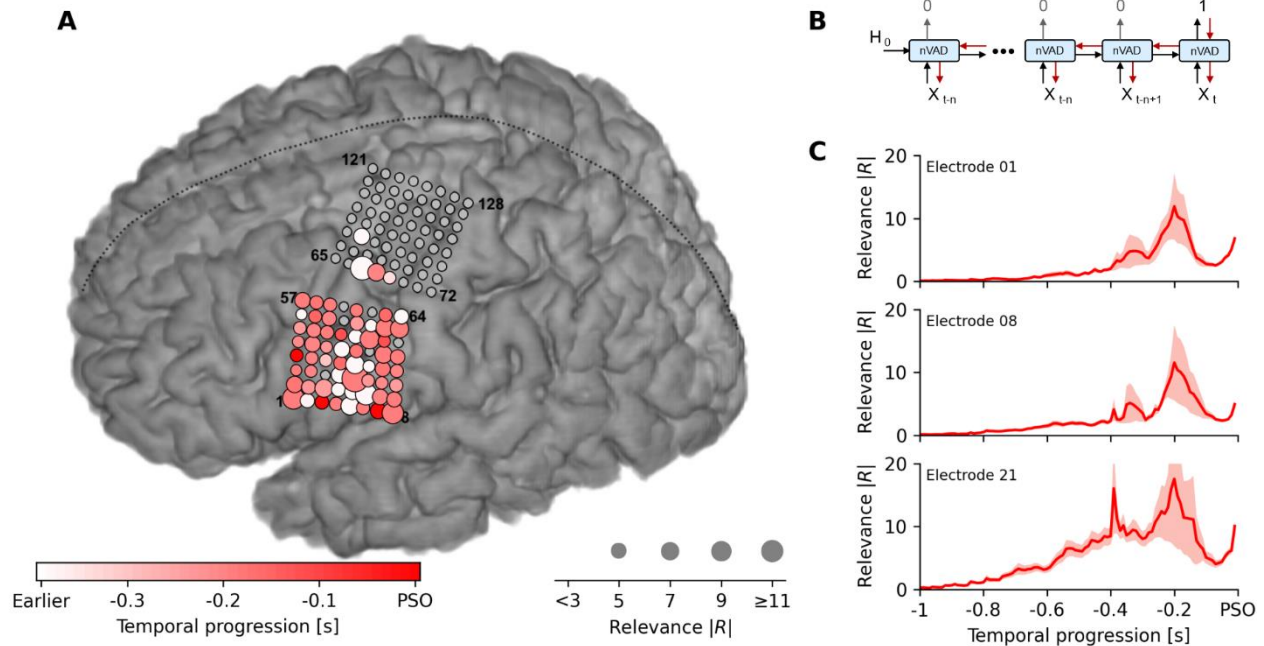 A
121
128
65
72
57
64
1
8
Earlier -0.3 -0.2 -0.1 PSO
Temporal progression [s]
<3 5 7 9 ≥11
Relevance |R|
B
0 0 0 1
H0
nVAD ••• nVAD nVAD nVAD
Xt-n Xt-n Xt-n+1 Xt
C
Electrode 01
Relevance |R|
20
10
0
Electrode 08
Relevance |R|
20
10
0
Electrode 21
Relevance |R|
20
10
0
-1 -0.8 -0.6 -0.4 -0.2 PSO
Temporal progression [s]